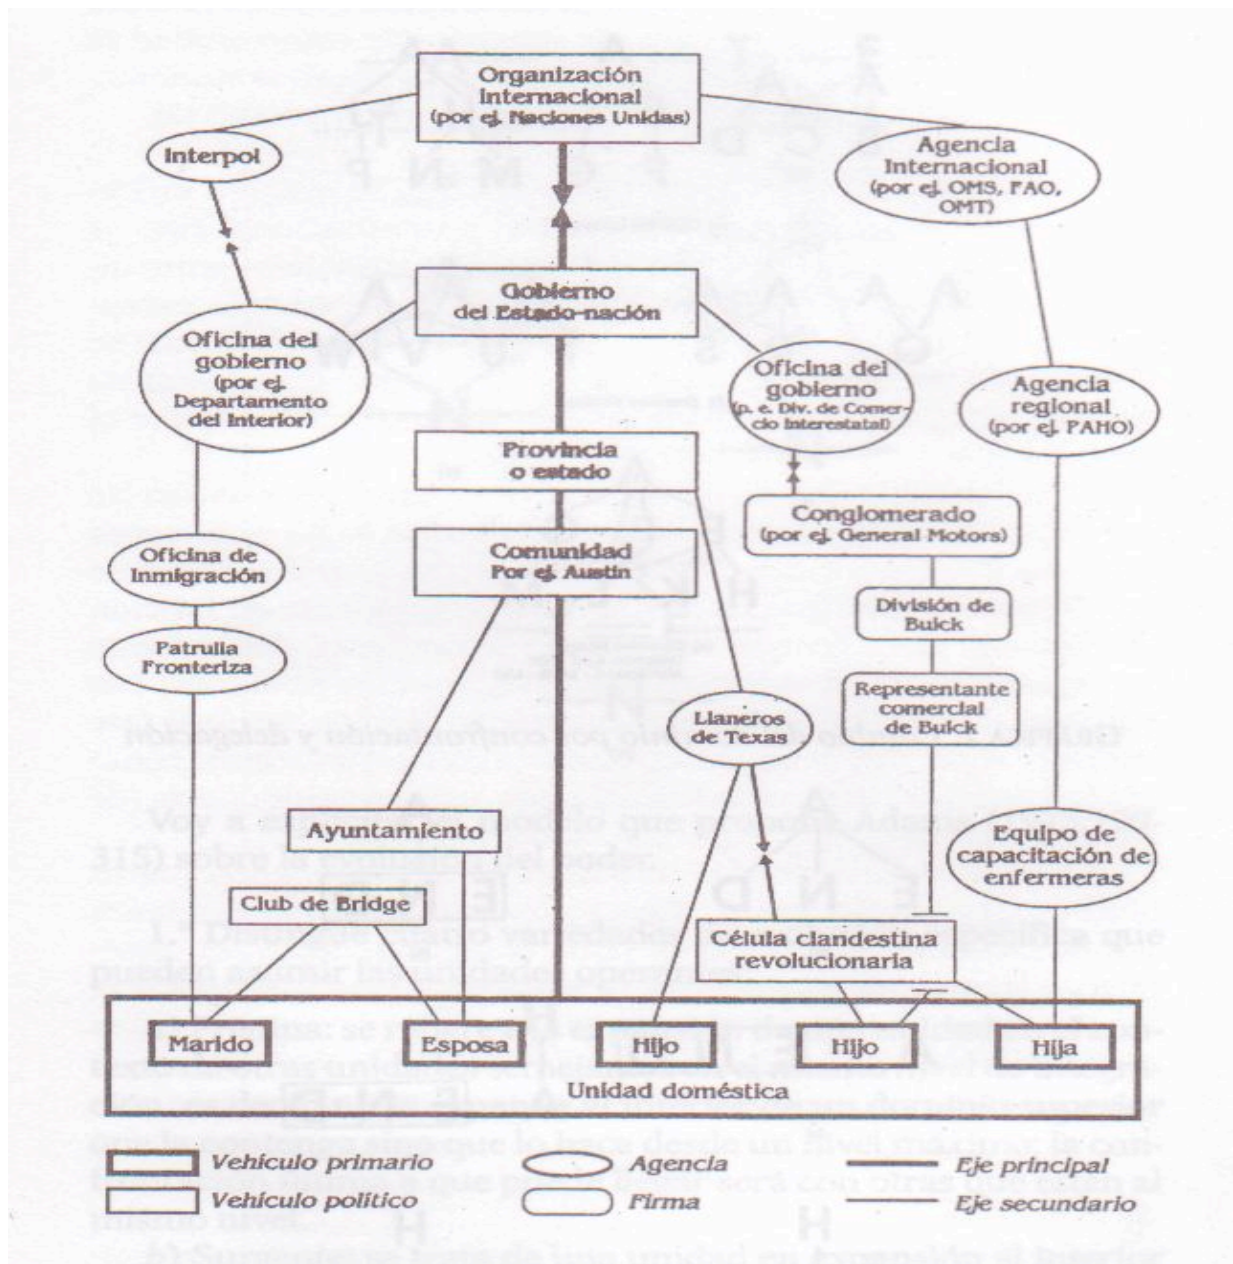 Organización
Internacional
(por ej. Naciones Unidas)
Interpol
Agencia
Internacional
(por ej. OMS, FAO,
OMT)
Gobierno
del Estado-nación
Oficina del
gobierno
(por ej.
Departamento
del Interior)
Oficina del
gobierno
(p. e. Div. de Comer-
cio Interestatal)
Agencia
regional
(por ej. PAHO)
Provincia
o estado
Conglomerado
(por ej. General Motors)
Comunidad
Por ej. Austin
Oficina de
Inmigración
División de
Buick
Patrulla
Fronteriza
Representante
comercial
de Buick
Llaneros
de Texas
Ayuntamiento
Equipo de
capacitación de
enfermeras
Club de Bridge
Célula clandestina
revolucionaria
Marido
Esposa
Hijo
Hijo
Hija
Unidad doméstica
Vehículo primario
Agencia
Eje principal
Vehículo político
Firma
Eje secundario